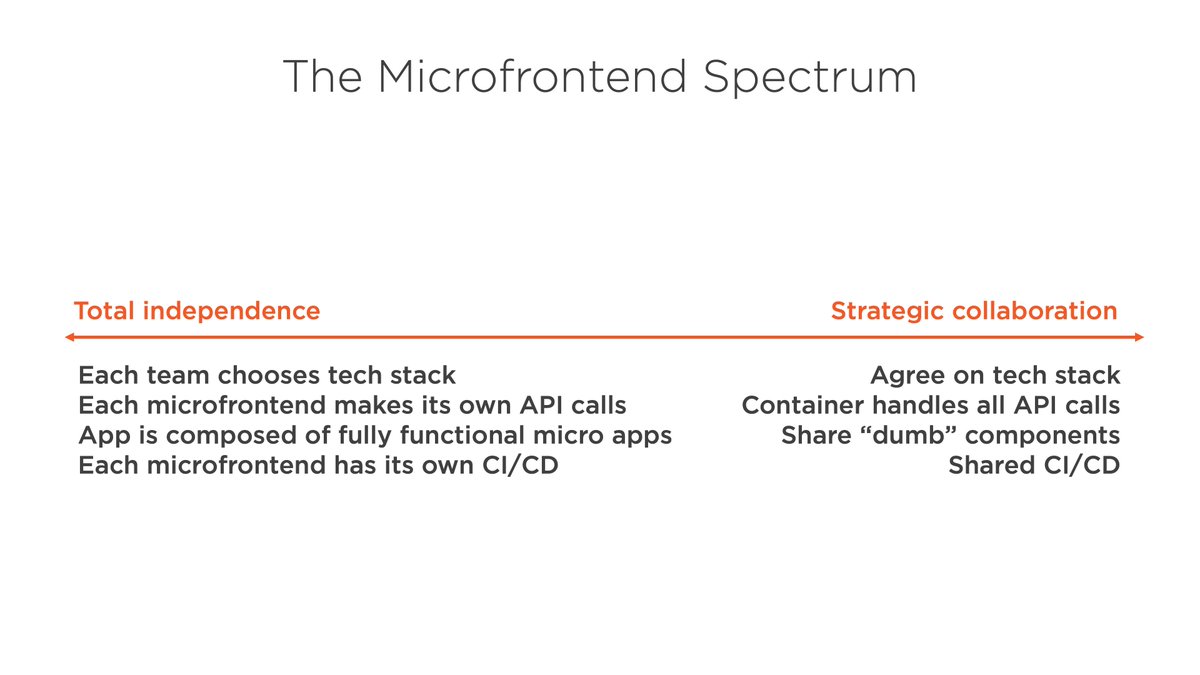 The Microfrontend Spectrum
Total independence
Strategic collaboration
Each team chooses tech stack
Each microfrontend makes its own API calls
App is composed of fully functional micro apps
Each microfrontend has its own CI/CD
Agree on tech stack
Container handles all API calls
Share “dumb” components
Shared CI/CD